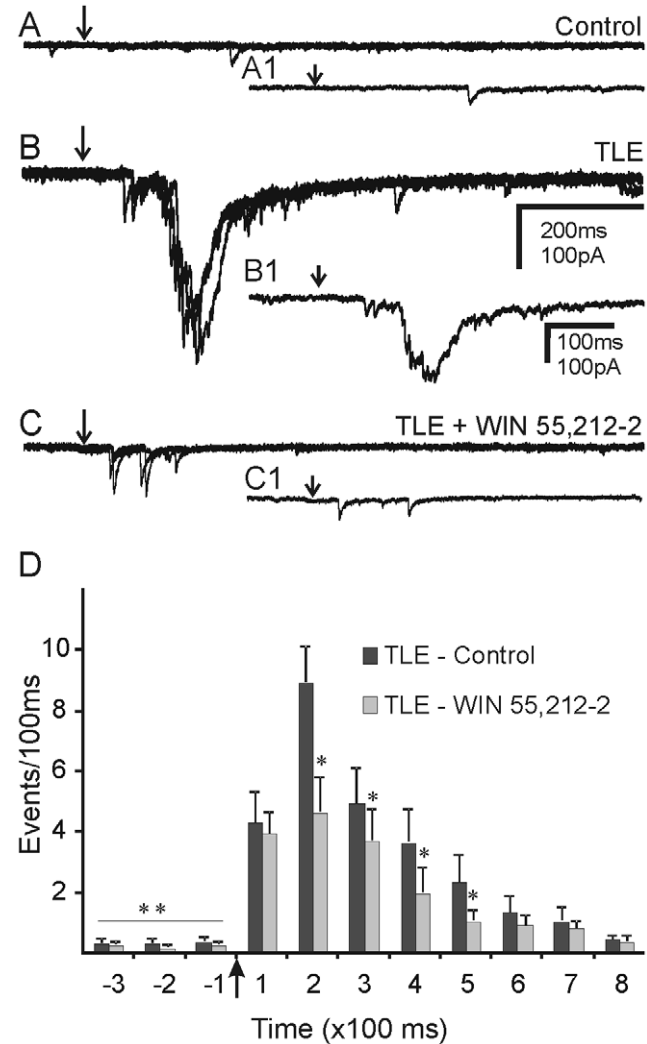 A
Control
A1
B
TLE
200ms
100pA
B1
100ms
100pA
C
TLE + WIN 55,212-2
C1
D
10
8
6
4
2
Events/100ms
TLE - Control
TLE - WIN 55,212-2
* *
*
*
*
*
-3 -2 -1 1 2 3 4 5 6 7 8
Time (x100 ms)